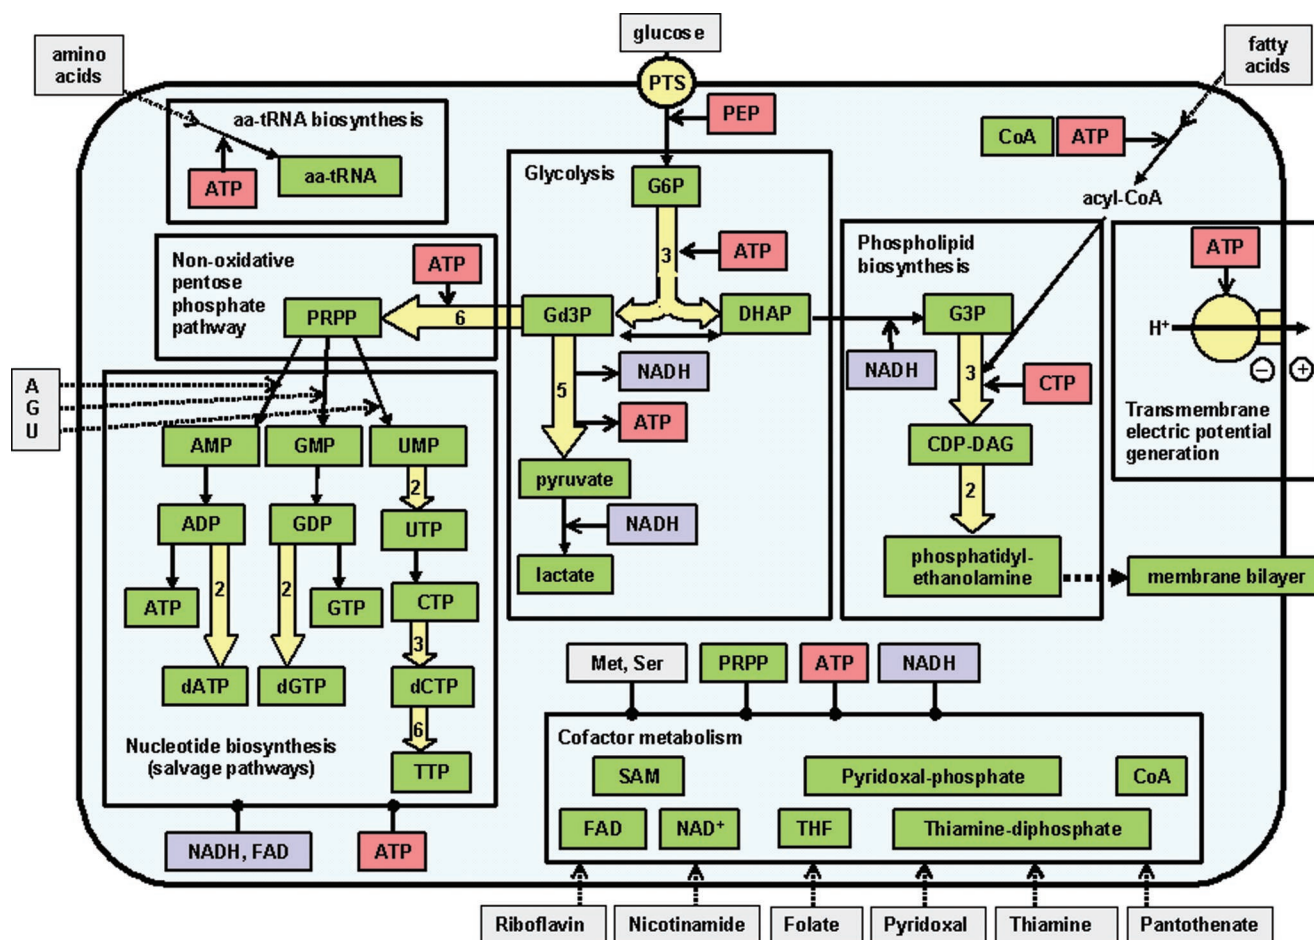 glucose
amino
acids
fatty
acids
PTS
aa-tRNA biosynthesis
PEP
CoA
ATP
Glycolysis
ATP
aa-tRNA
G6P
acyl-CoA
Non-oxidative
pentose
phosphate
pathway
ATP
3
ATP
Phospholipid
biosynthesis
ATP
PRPP
6
Gd3P
DHAP
G3P
H+
NADH
NADH
3
CTP
−
+
A
G
U
5
ATP
Transmembrane
electric potential
generation
AMP
GMP
UMP
CDP-DAG
2
pyruvate
2
ADP
GDP
UTP
NADH
lactate
phosphatidyl-
ethanolamine
membrane bilayer
2
2
ATP
GTP
CTP
3
Met, Ser
PRPP
ATP
NADH
dATP
dGTP
dCTP
6
Nucleotide biosynthesis
(salvage pathways)
TTP
Cofactor metabolism
SAM
Pyridoxal-phosphate
CoA
FAD
NAD+
THF
Thiamine-diphosphate
NADH, FAD
ATP
Riboflavin
Nicotinamide
Folate
Pyridoxal
Thiamine
Pantothenate